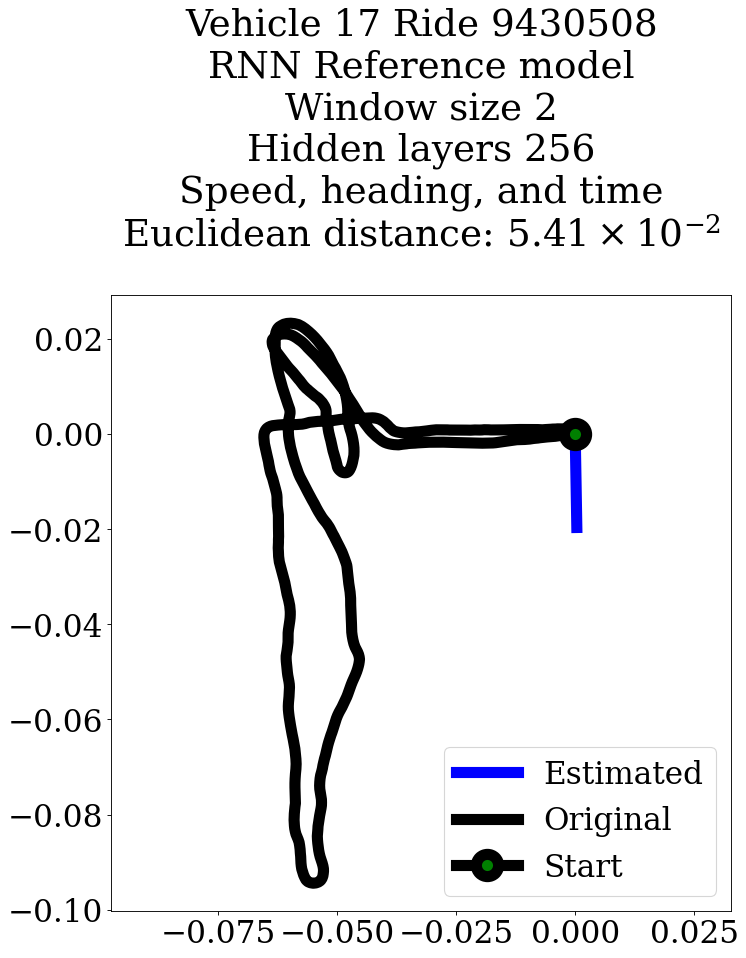 Vehicle 17 Ride 9430508
RNN Reference model
Window size 2
Hidden layers 256
Speed, heading, and time
Euclidean distance: 5.41 × 10⁻²
0.02
0.00
−0.02
−0.04
−0.06
−0.08
−0.10
Estimated
Original
Start
−0.075 −0.050 −0.025 0.000 0.025